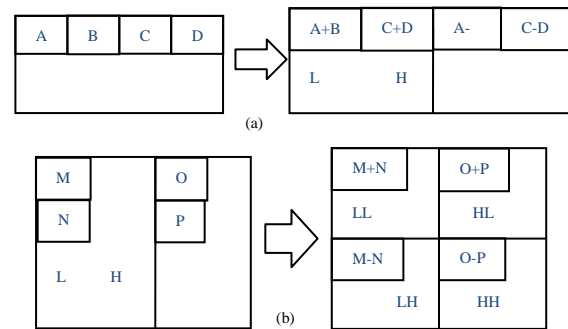 A B C D A+B C+D A- C-D
L H
(a)
M O M+N O+P
N P LL HL
M-N O-P
L H
LH HH
(b)